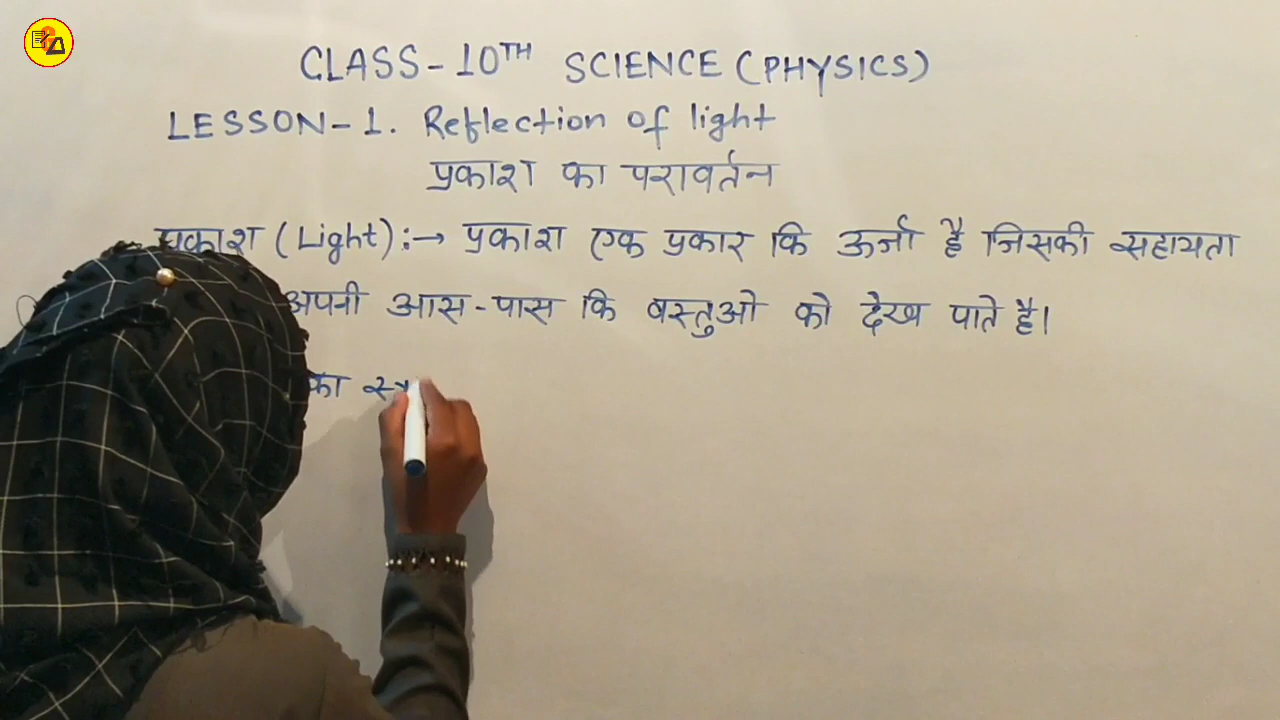 CLASS-10TH SCIENCE (PHYSICS)
LESSON-1. Reflection of light
प्रकाश का परावर्तन
प्रकाश (Light):→ प्रकाश एक प्रकार कि ऊर्जा है जिसकी सहायता
अपनी आस-पास कि वस्तुओ को देख पाते है।
का